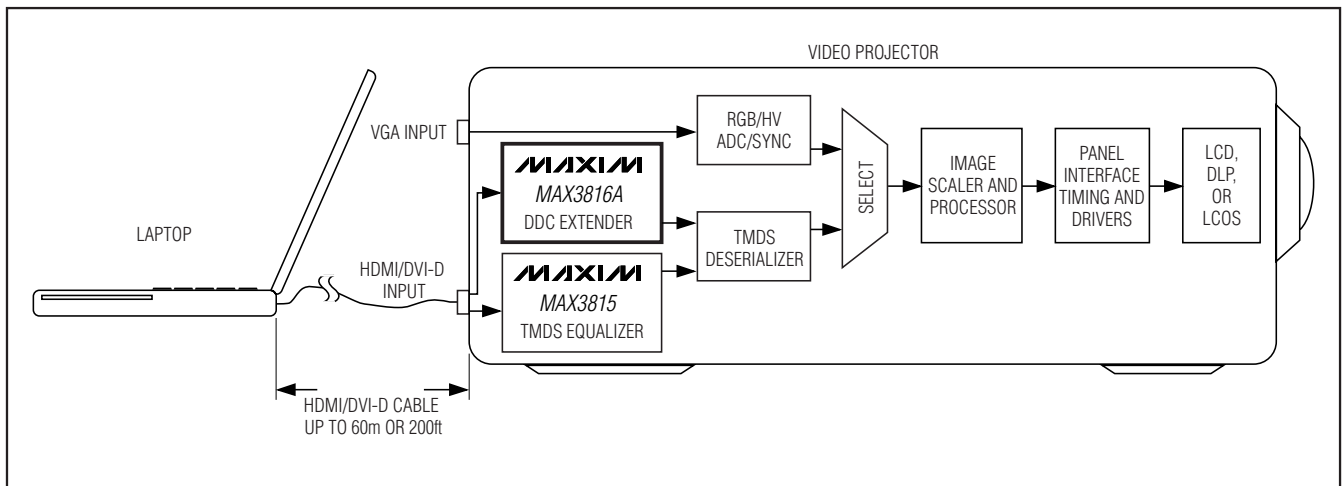 VIDEO PROJECTOR
VGA INPUT
RGB/HV
ADC/SYNC
MAXIM
MAX3816A
DDC EXTENDER
SELECT
IMAGE
SCALER AND
PROCESSOR
PANEL
INTERFACE
TIMING AND
DRIVERS
LCD,
DLP,
OR
LCOS
LAPTOP
HDMI/DVI-D
INPUT
TMDS
DESERIALIZER
MAXIM
MAX3815
TMDS EQUALIZER
HDMI/DVI-D CABLE
UP TO 60m OR 200ft